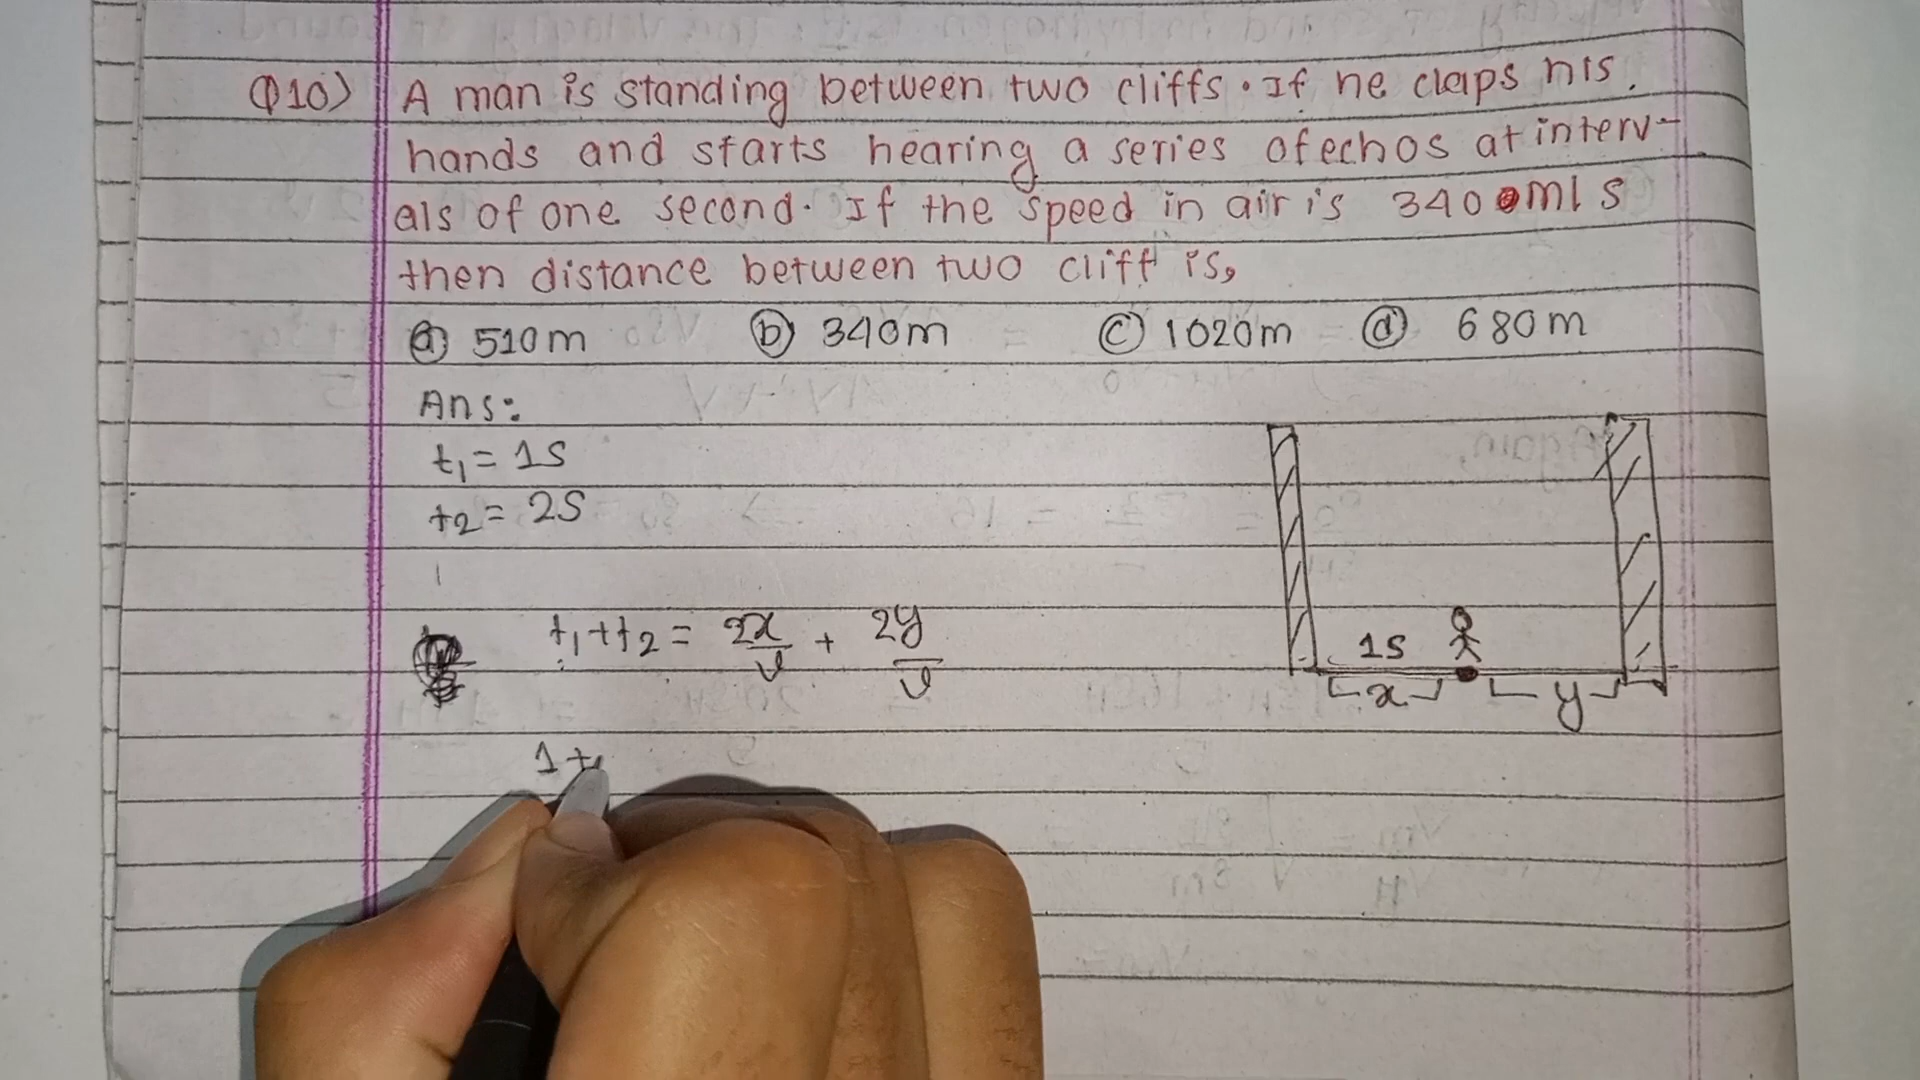 Q10) A man is standing between two cliffs. If he claps his
hands and starts hearing a series of echos at interv-
als of one second. If the speed in air is 340 m/s
then distance between two cliff is,
(a) 510m (b) 340m (c) 1020m (d) 680m
Ans:
t₁ = 1s
t₂ = 2s
t₁+t₂ = 2x/v + 2y/v
1s
x y
1+